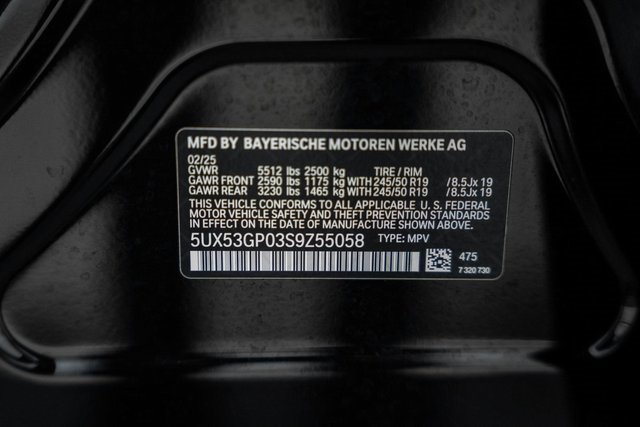 MFD BY BAYERISCHE MOTOREN WERKE AG
02/25
GVWR 5512 lbs 2500 kg TIRE / RIM
GAWR FRONT 2590 lbs 1175 kg WITH 245/50 R19 /8.5Jx 19
GAWR REAR 3230 lbs 1465 kg WITH 245/50 R19 /8.5Jx 19
THIS VEHICLE CONFORMS TO ALL APPLICABLE U. S. FEDERAL
MOTOR VEHICLE SAFETY AND THEFT PREVENTION STANDARDS
IN EFFECT ON THE DATE OF MANUFACTURE SHOWN ABOVE.
5UX53GP03S9Z55058 TYPE: MPV
475
7 320 730